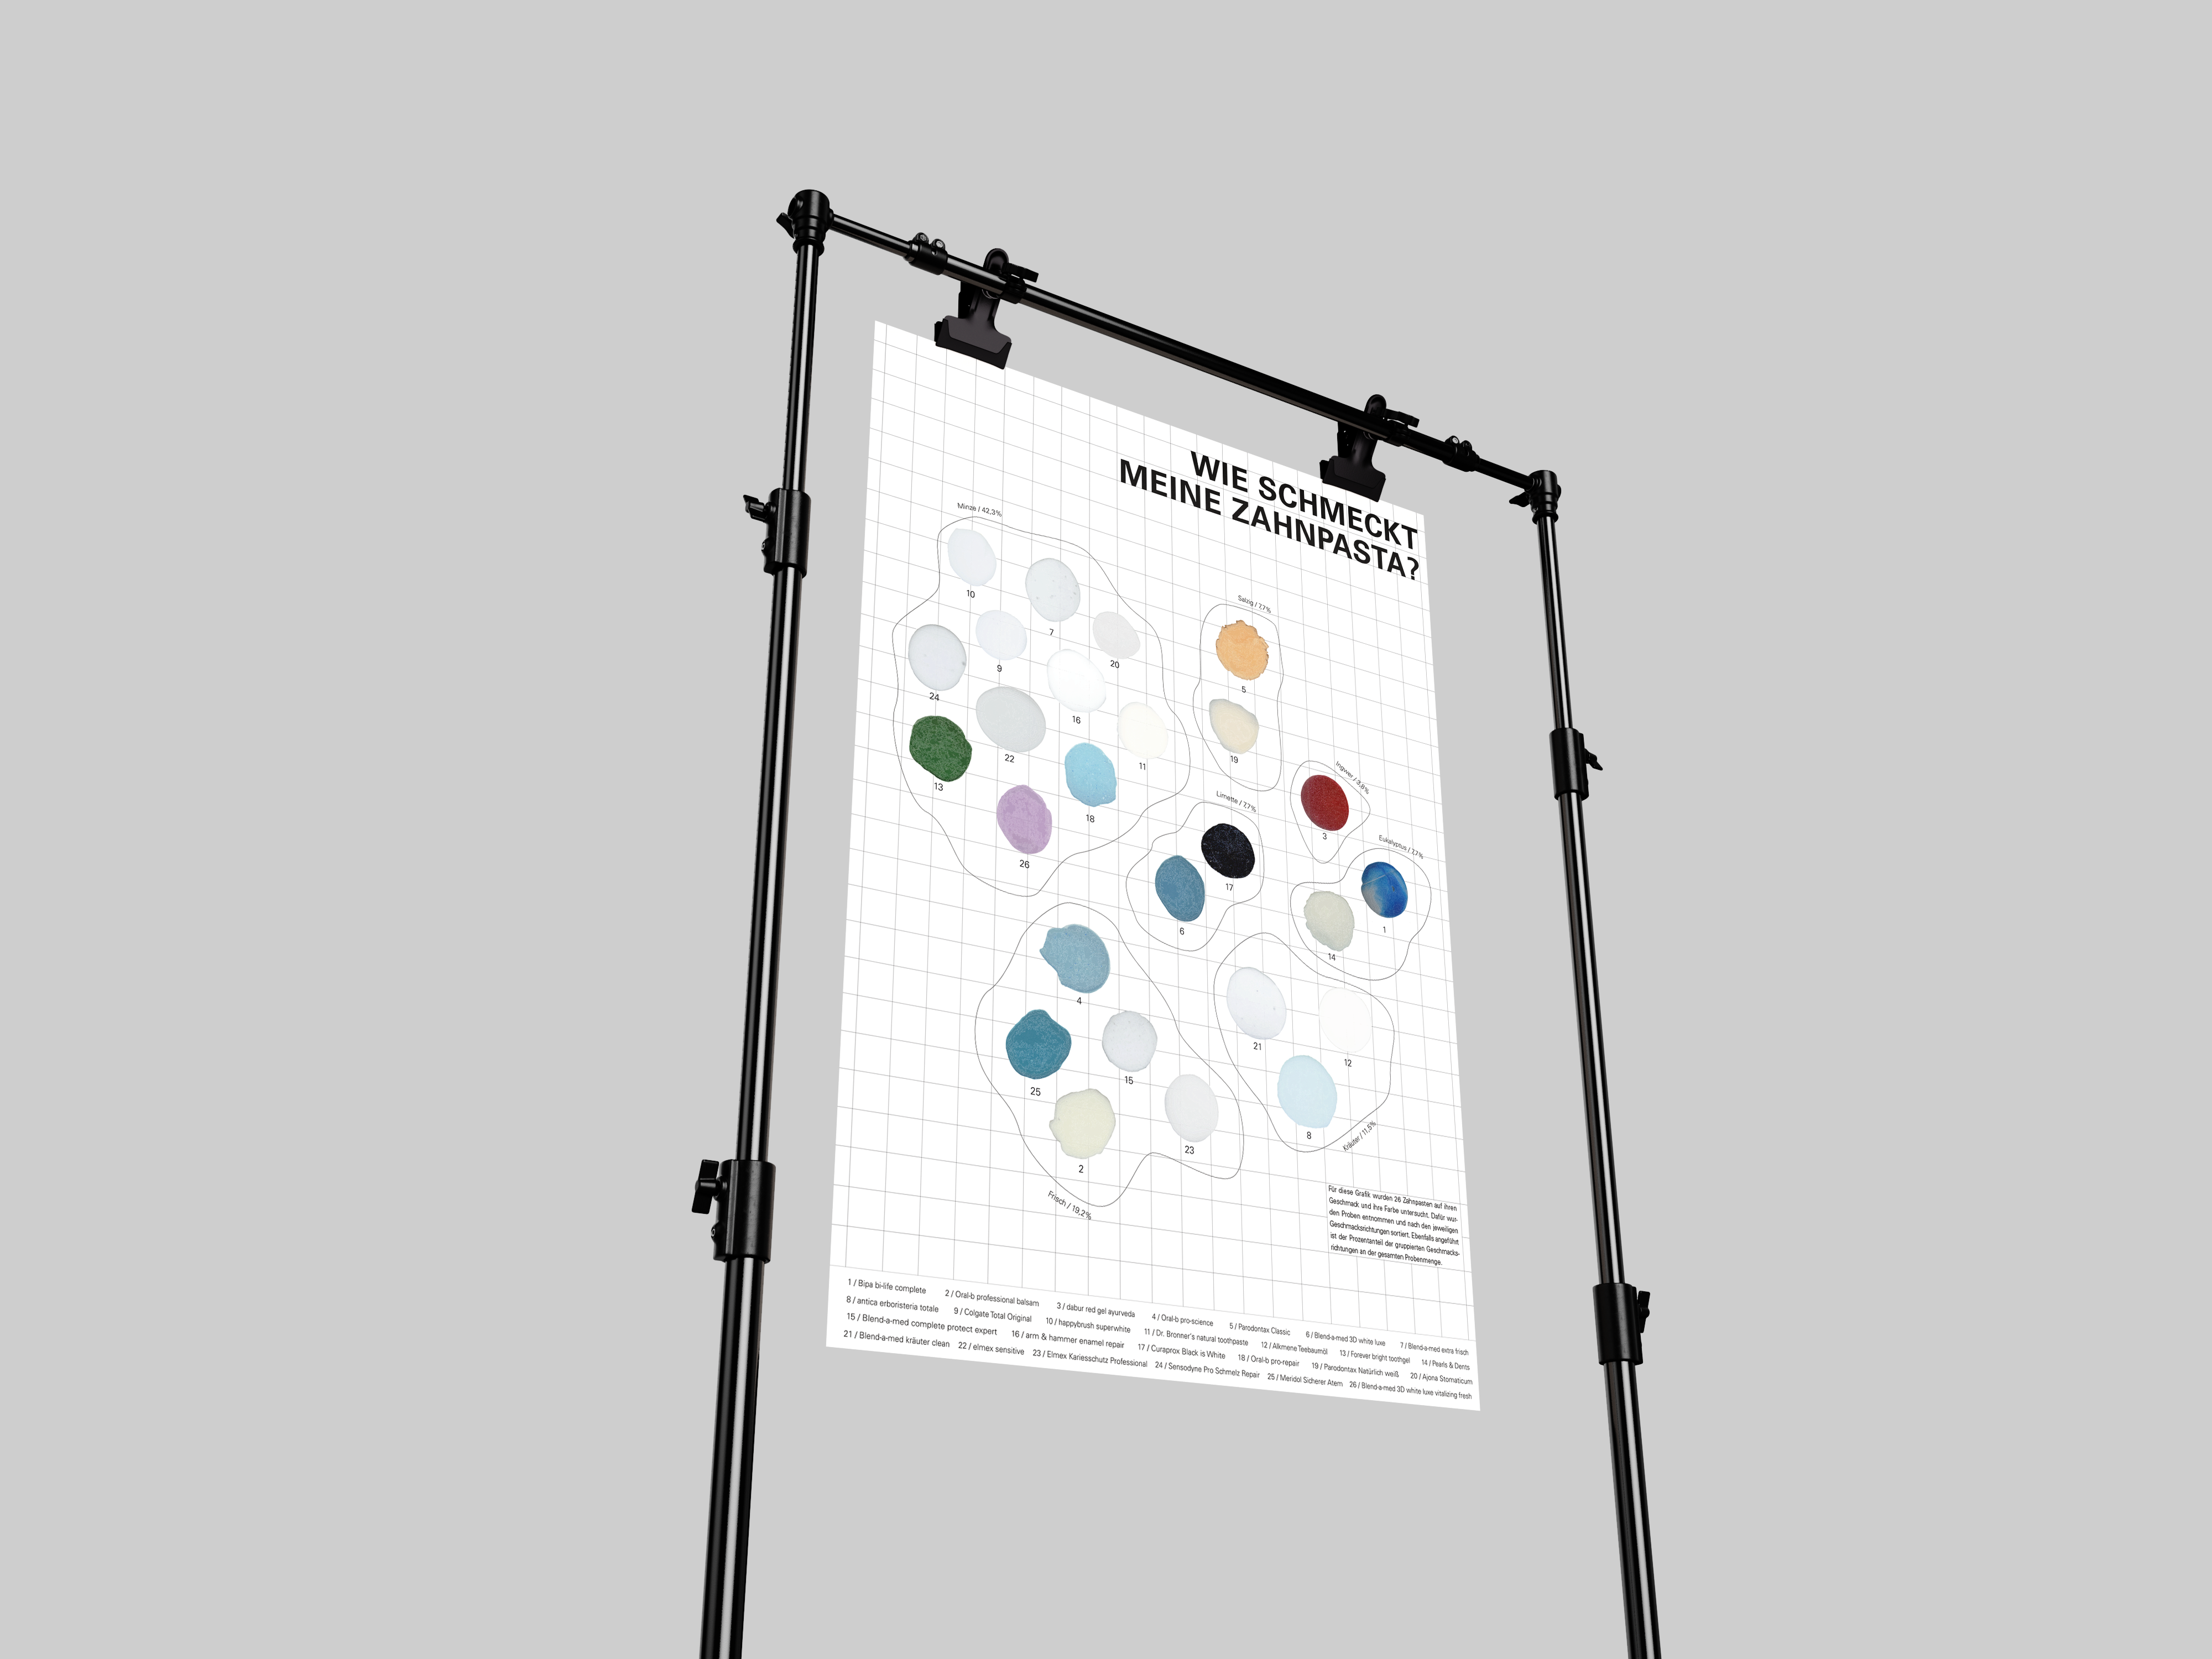 WIE SCHMECKT
MEINE ZAHNPASTA?
Minze / 42,3%
10
7
20
9
24
16
22
11
13
18
26
Salzig / 7,7%
5
19
Ingwer / 3,8%
3
Limette / 7,7%
17
6
Eukalyptus / 7,7%
1
14
4
25
15
2
23
Frisch / 19,2%
21
12
8
Kräuter / 11,5%
Für diese Grafik wurden 26 Zahnpasten auf ihren
Geschmack und ihre Farbe untersucht. Dafür wur-
den Proben entnommen und nach den jeweiligen
Geschmacksrichtungen sortiert. Ebenfalls angeführt
ist der Prozentanteil der gruppierten Geschmacks-
richtungen an der gesamten Probenmenge.
1 / Bipa bi-life complete 2 / Oral-b professional balsam 3 / dabur red gel ayurveda 4 / Oral-b pro-science 5 / Parodontax Classic 6 / Blend-a-med 3D white luxe 7 / Blend-a-med extra frisch
8 / antica erboristeria totale 9 / Colgate Total Original 10 / happybrush superwhite 11 / Dr. Bronner's natural toothpaste 12 / Alkmene Teebaumöl 13 / Forever bright toothgel 14 / Pearls & Dents
15 / Blend-a-med complete protect expert 16 / arm & hammer enamel repair 17 / Curaprox Black is White 18 / Oral-b pro-repair 19 / Parodontax Natürlich weiß 20 / Ajona Stomaticum
21 / Blend-a-med kräuter clean 22 / elmex sensitive 23 / Elmex Kariesschutz Professional 24 / Sensodyne Pro Schmelz Repair 25 / Meridol Sicherer Atem 26 / Blend-a-med 3D white luxe vitalizing fresh